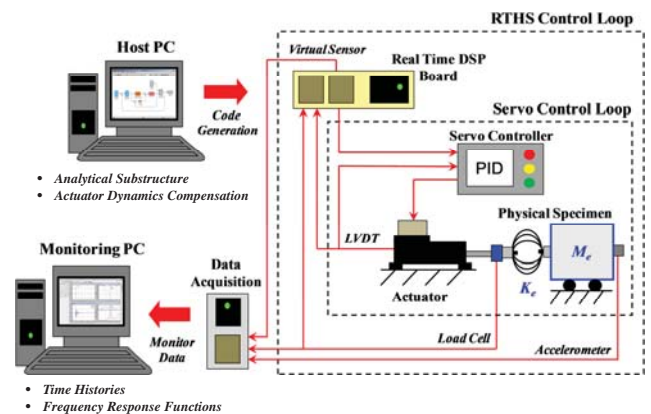 RTHS Control Loop
Host PC
Virtual Sensor
Real Time DSP
Board
Code
Generation
Servo Control Loop
Servo Controller
PID
• Analytical Substructure
• Actuator Dynamics Compensation
Physical Specimen
Monitoring PC
LVDT
Data
Acquisition
Me
Ke
Actuator
Monitor
Data
Load Cell
Accelerometer
• Time Histories
• Frequency Response Functions